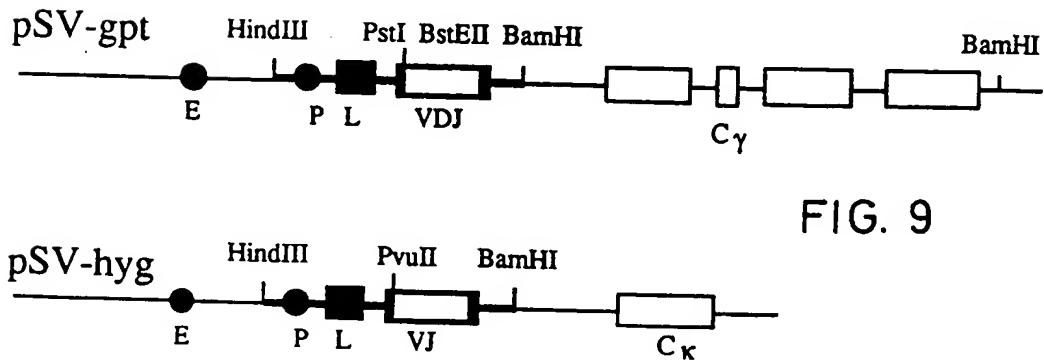 pSV-gpt
HindIII PstI BstEII BamHI BamHI
E P L VDJ Cγ
FIG. 9
pSV-hyg
HindIII PvuII BamHI
E P L VJ Cκ